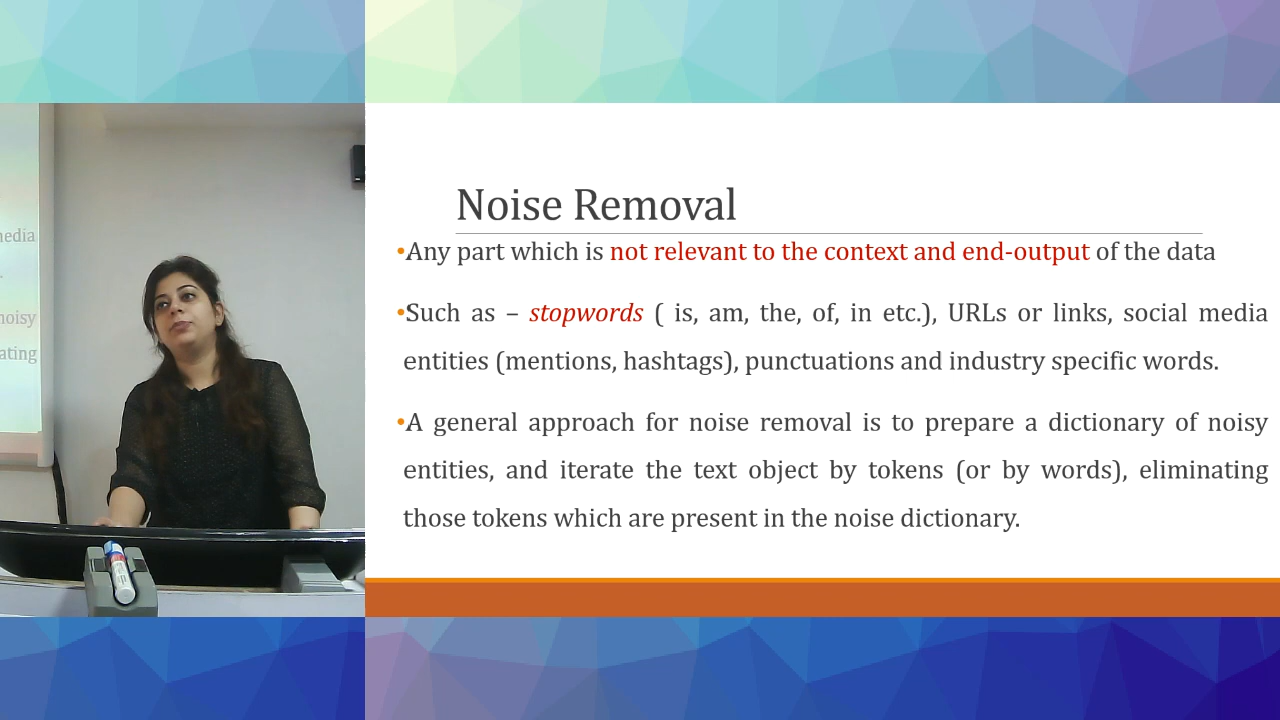 media
noisy
Noise Removal
•Any part which is not relevant to the context and end-output of the data
•Such as – stopwords ( is, am, the, of, in etc.), URLs or links, social media
entities (mentions, hashtags), punctuations and industry specific words.
•A general approach for noise removal is to prepare a dictionary of noisy
entities, and iterate the text object by tokens (or by words), eliminating
those tokens which are present in the noise dictionary.